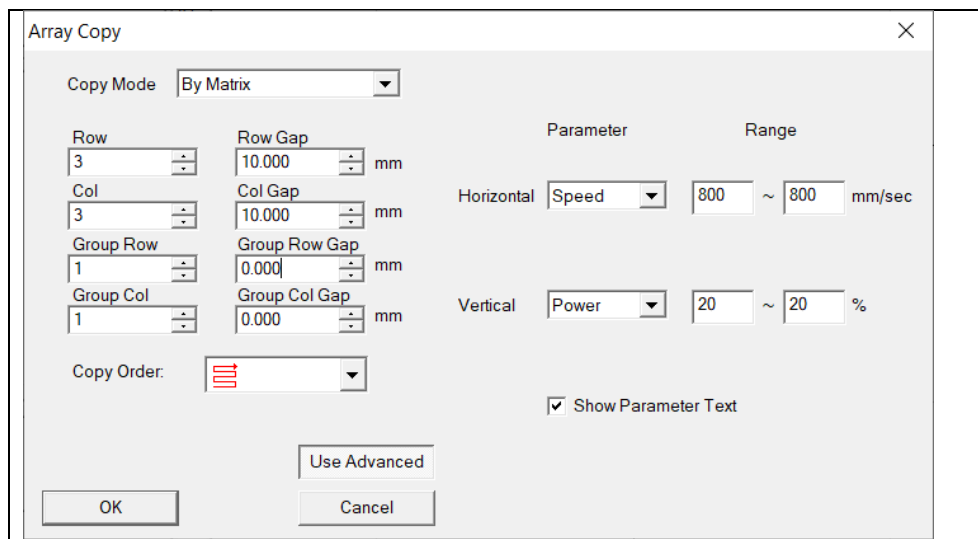 Array Copy
Copy Mode By Matrix
Parameter Range
Row Row Gap
3 10.000 mm
Col Col Gap
3 10.000 mm
Horizontal Speed 800 ~ 800 mm/sec
Group Row Group Row Gap
1 0.000 mm
Group Col Group Col Gap
1 0.000 mm
Vertical Power 20 ~ 20 %
Copy Order:
Show Parameter Text
Use Advanced
OK Cancel